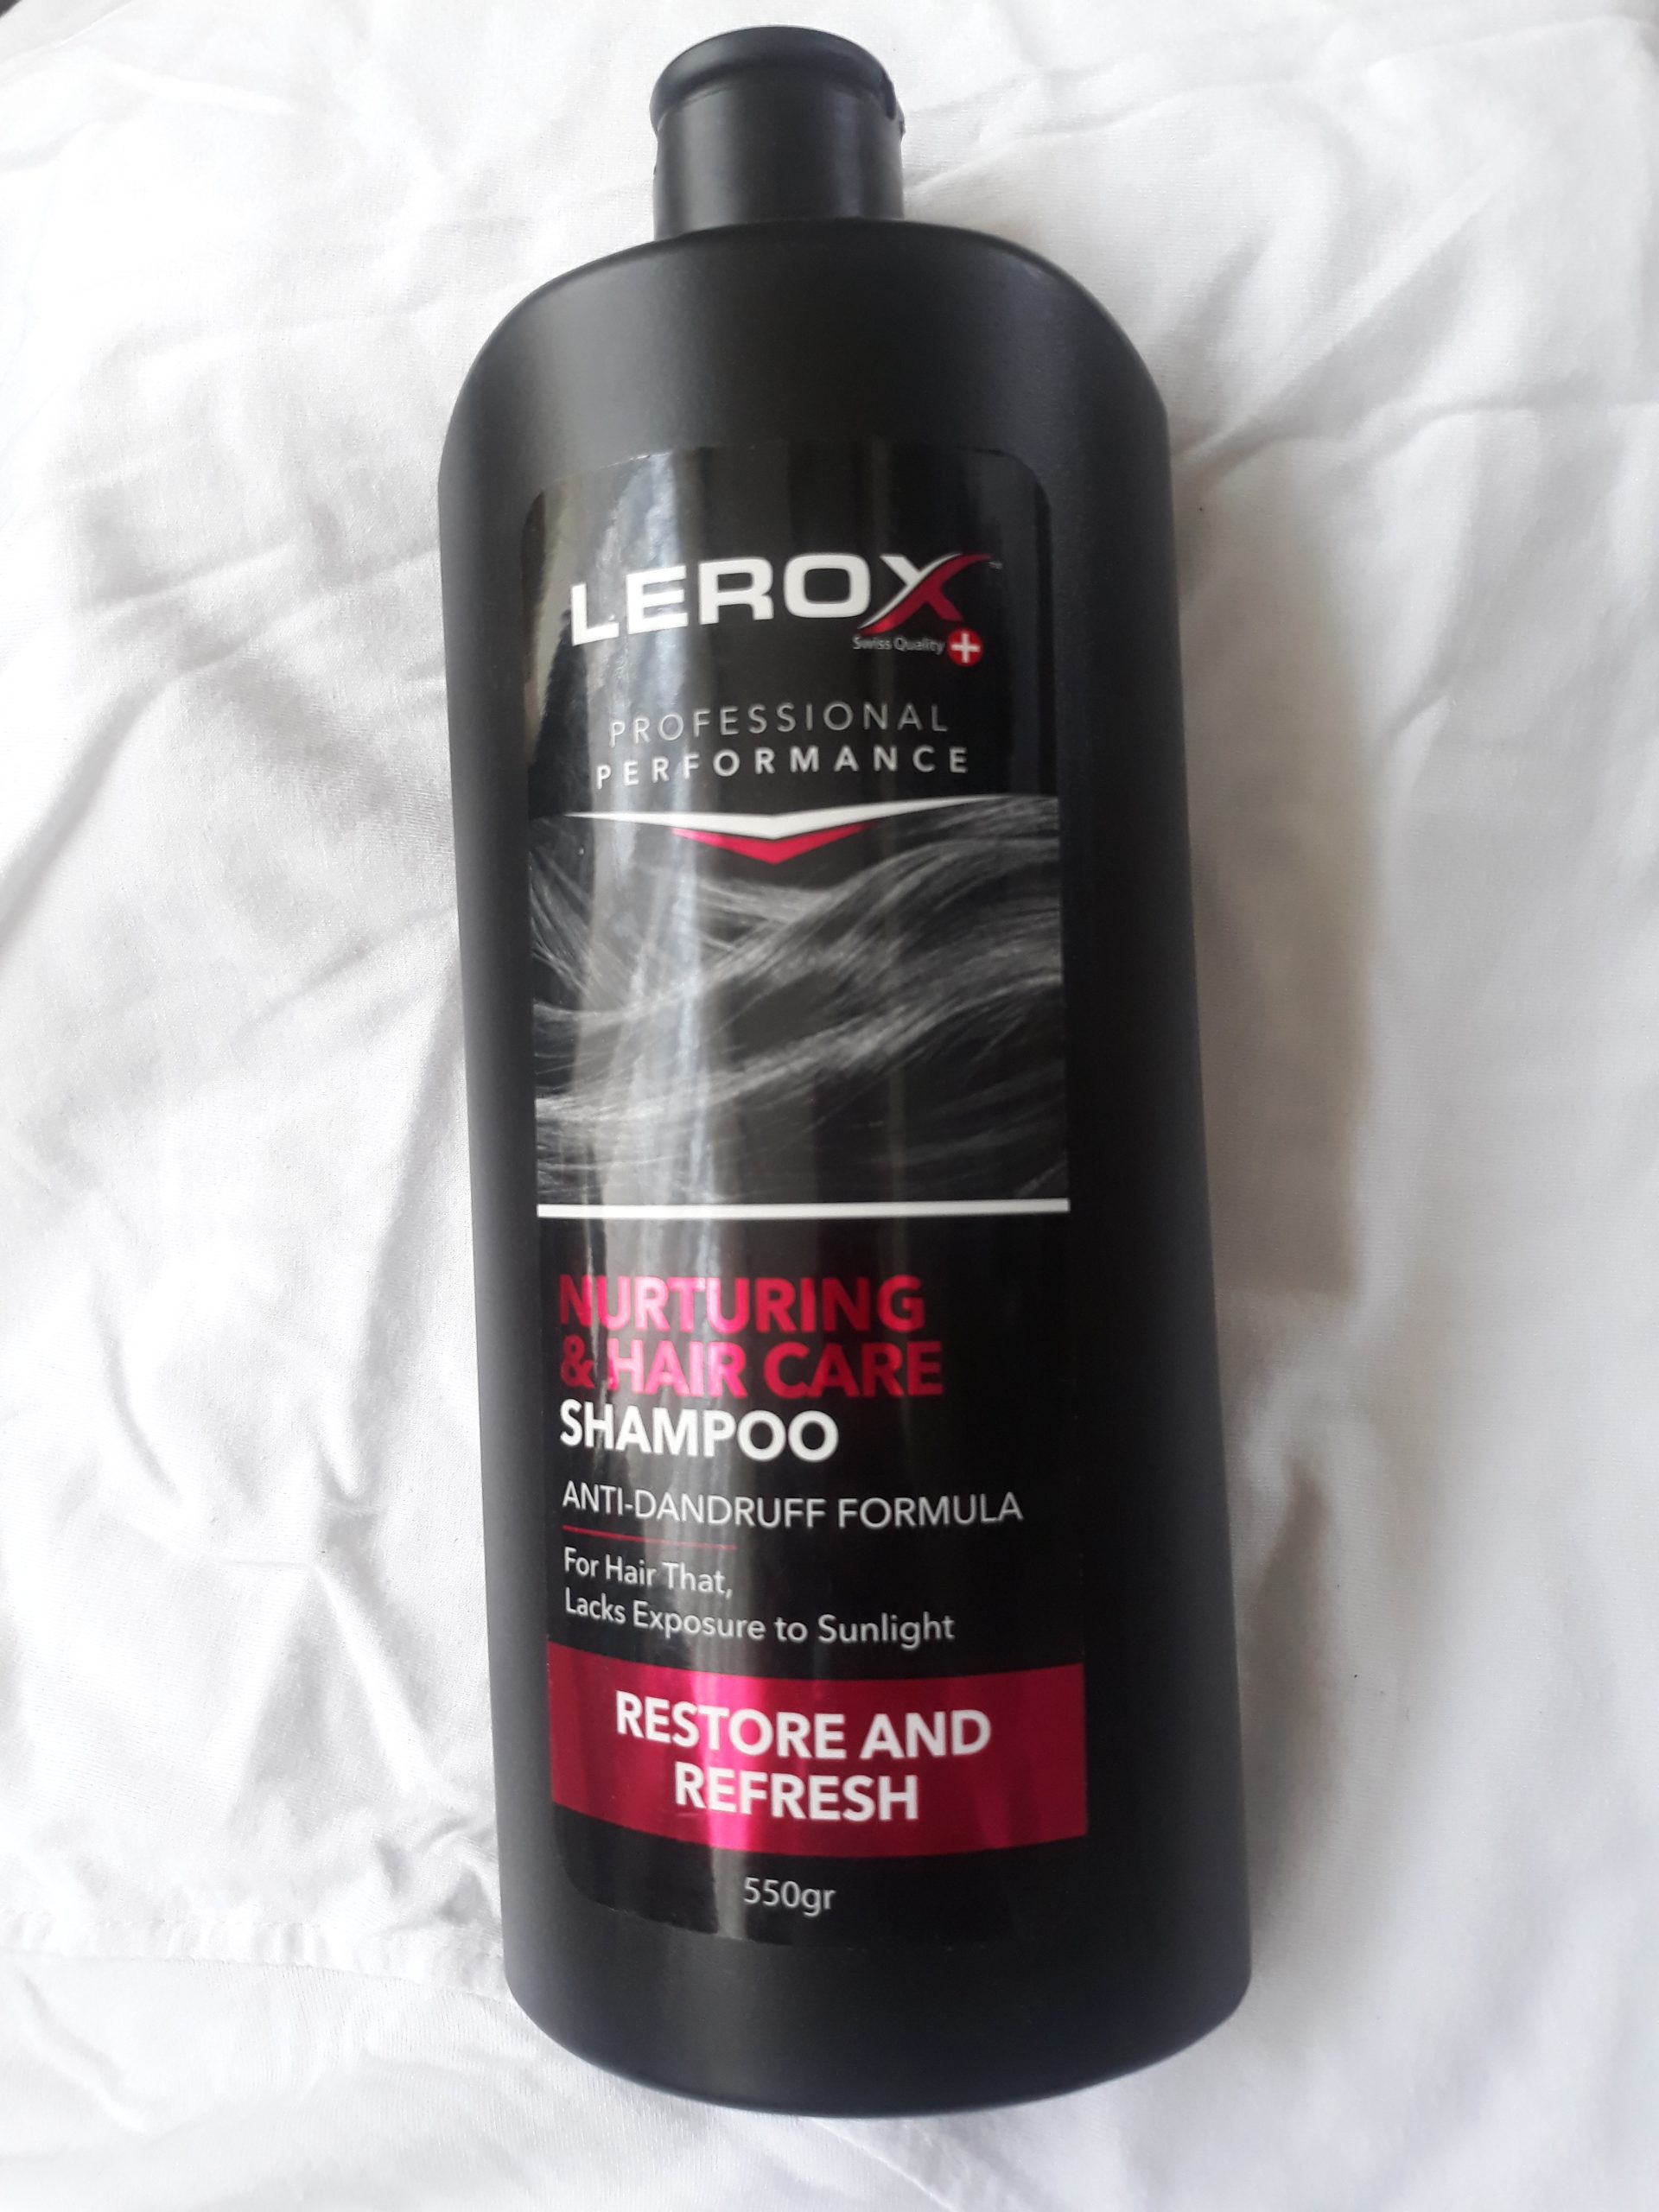 LEROX™
Swiss Quality
PROFESSIONAL
PERFORMANCE
NURTURING
& HAIR CARE
SHAMPOO
ANTI-DANDRUFF FORMULA
For Hair That,
Lacks Exposure to Sunlight
RESTORE AND
REFRESH
550gr